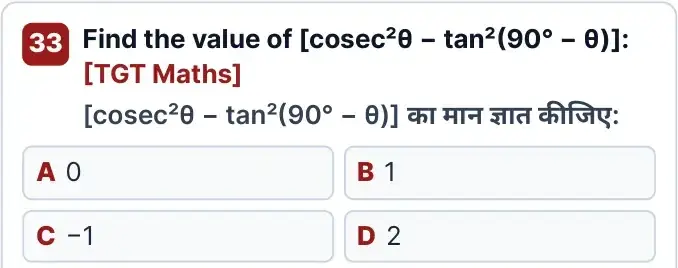 33 Find the value of [cosec²θ – tan²(90° – θ)]:
[TGT Maths]
[cosec²θ – tan²(90° – θ)] का मान ज्ञात कीजिए:
A 0 B 1
C −1 D 2